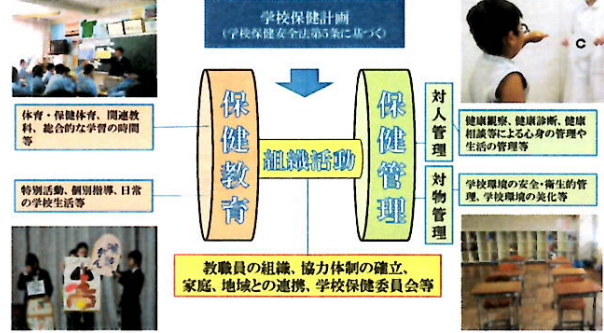 学校保健計画
(学校保健安全法第5条に基づく)
体育・保健体育、関連教
科、総合的な学習の時間
等
特別活動、個別指導、日常
の学校生活等
保健教育
組織活動
保健管理
対人管理
健康観察、健康診断、健康
相談等による心身の管理や
生活の管理等
対物管理
学校環境の安全・衛生的管
理、学校環境の美化等
教職員の組織、協力体制の確立、
家庭、地域との連携、学校保健委員会等
C